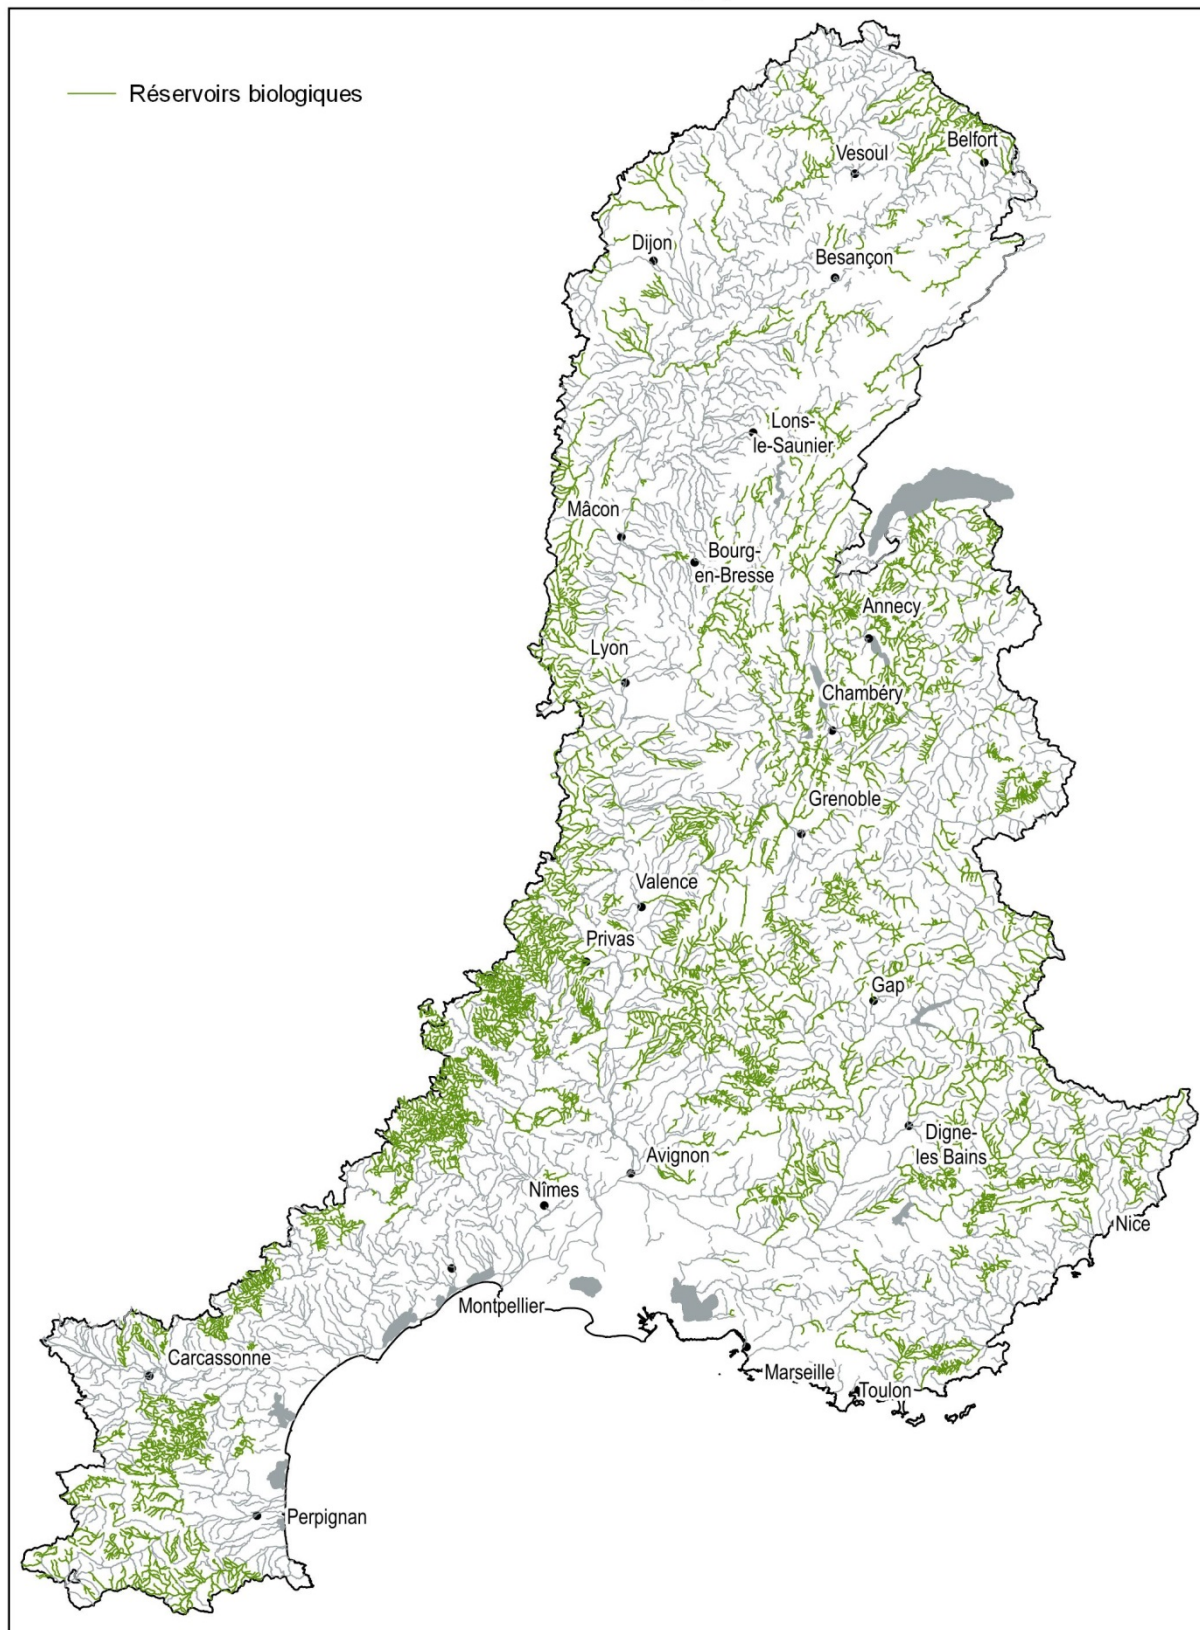 Réservoirs biologiques
Belfort
Vesoul
Dijon
Besançon
Lons-
le-Saunier
Mâcon
Bourg-
en-Bresse
Annecy
Lyon
Chambéry
Grenoble
Valence
Privas
Gap
Digne-
les Bains
Avignon
Nîmes
Nice
Montpellier
Carcassonne
Marseille
Toulon
Perpignan